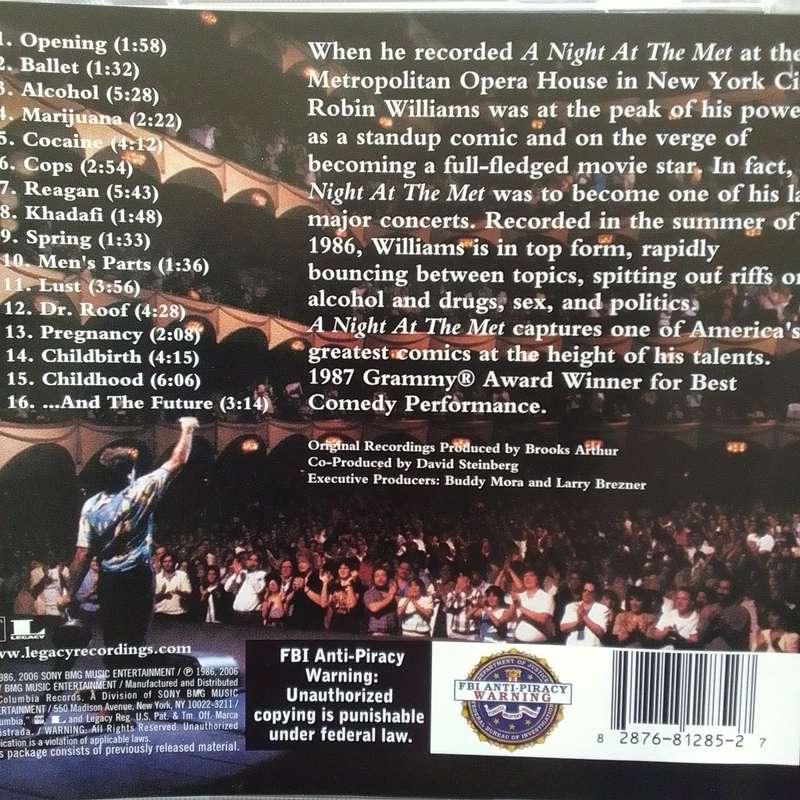 1. Opening (1:58)
2. Ballet (1:32)
3. Alcohol (5:28)
4. Marijuana (2:22)
5. Cocaine (4:12)
6. Cops (2:54)
7. Reagan (5:43)
8. Khadafi (1:48)
9. Spring (1:33)
10. Men's Parts (1:36)
11. Lust (3:56)
12. Dr. Roof (4:28)
13. Pregnancy (2:08)
14. Childbirth (4:15)
15. Childhood (6:06)
16. ...And The Future (3:14)
When he recorded A Night At The Met at the
Metropolitan Opera House in New York Ci
Robin Williams was at the peak of his powe
as a standup comic and on the verge of
becoming a full-fledged movie star. In fact,
Night At The Met was to become one of his la
major concerts. Recorded in the summer of
1986, Williams is in top form, rapidly
bouncing between topics, spitting out riffs on
alcohol and drugs, sex, and politics.
A Night At The Met captures one of America's
greatest comics at the height of his talents.
1987 Grammy® Award Winner for Best
Comedy Performance.
Original Recordings Produced by Brooks Arthur
Co-Produced by David Steinberg
Executive Producers: Buddy Mora and Larry Brezner
LEGACY
www.legacyrecordings.com
1986, 2006 SONY BMG MUSIC ENTERTAINMENT / ℗ 1986, 2006
BMG MUSIC ENTERTAINMENT / Manufactured and Distributed
Columbia Records, A Division of SONY BMG MUSIC
ENTERTAINMENT / 550 Madison Avenue, New York, NY 10022-3211 /
umbia," and Legacy Reg. U.S. Pat. & Tm. Off. Marca
istrada. / WARNING: All Rights Reserved. Unauthorized
ication is a violation of applicable laws.
s package consists of previously released material.
FBI Anti-Piracy
Warning:
Unauthorized
copying is punishable
under federal law.
DEPARTMENT OF JUSTICE
FBI ANTI-PIRACY
WARNING
FEDERAL BUREAU OF INVESTIGATION
8 2876-81285-2 7